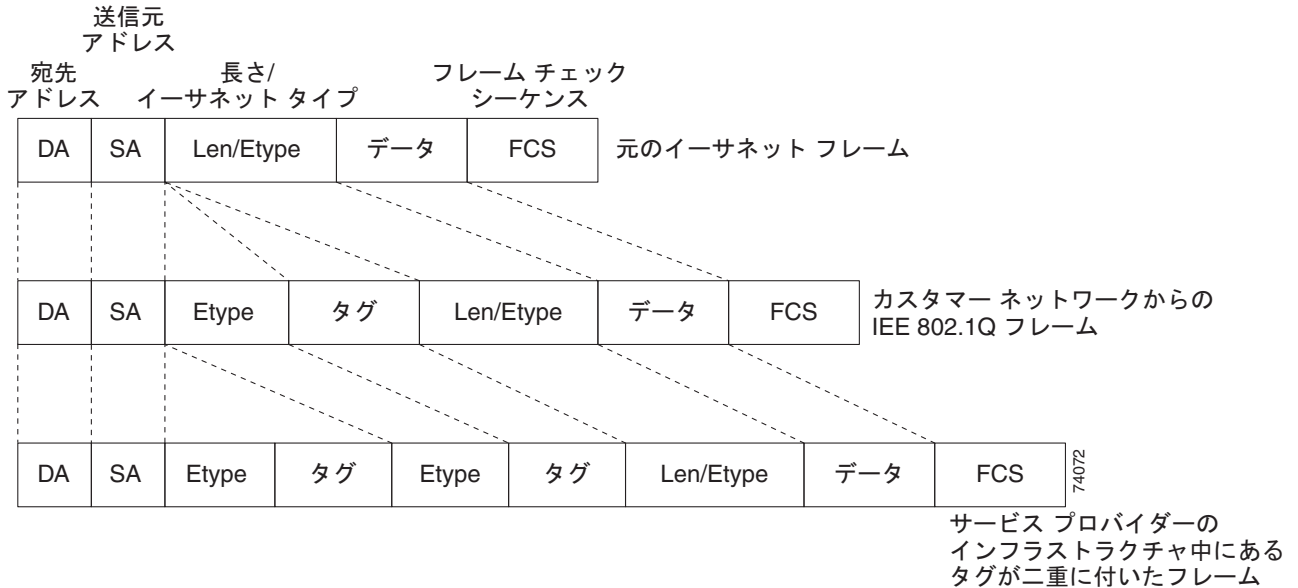 送信元
アドレス
宛先
アドレス
長さ/
イーサネット タイプ
フレーム チェック
シーケンス
DA SA Len/Etype データ FCS 元のイーサネット フレーム
DA SA Etype タグ Len/Etype データ FCS
カスタマー ネットワークからの
IEE 802.1Q フレーム
DA SA Etype タグ Etype タグ Len/Etype データ FCS
74072
サービス プロバイダーの
インフラストラクチャ中にある
タグが二重に付いたフレーム